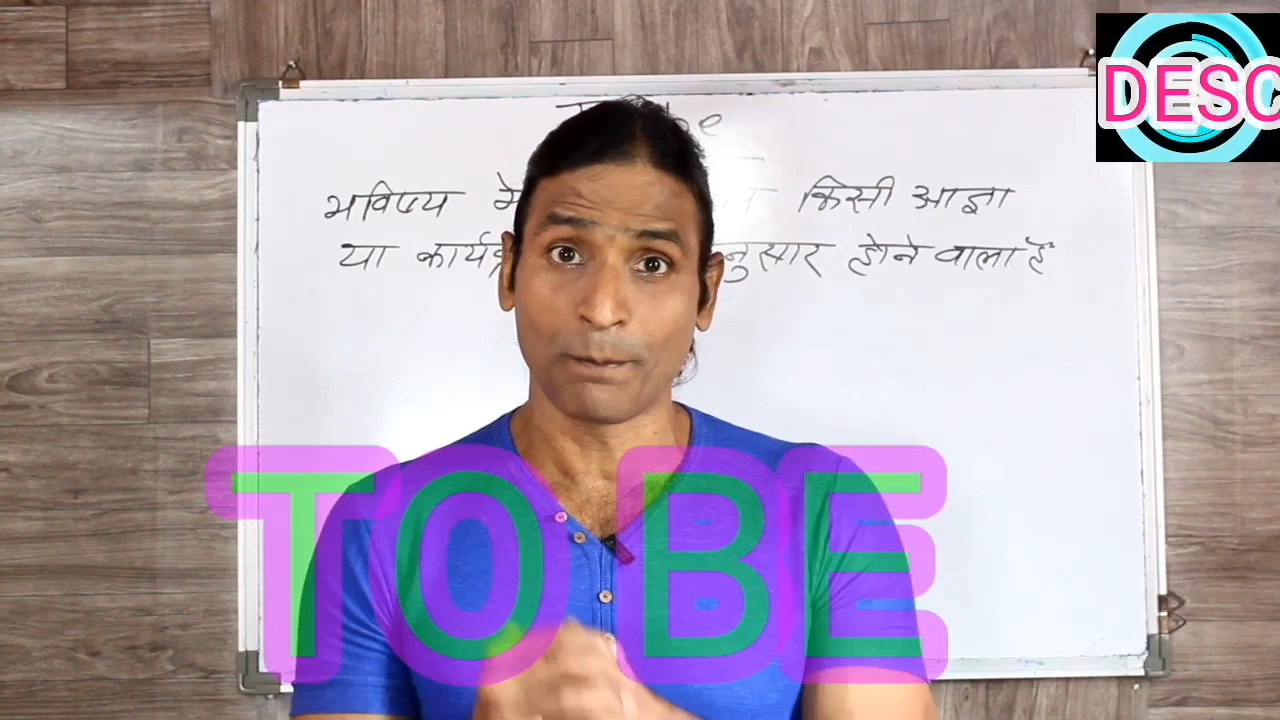 DESC
भविष्य में किसी आज्ञा
या होने वाला है
TO BE